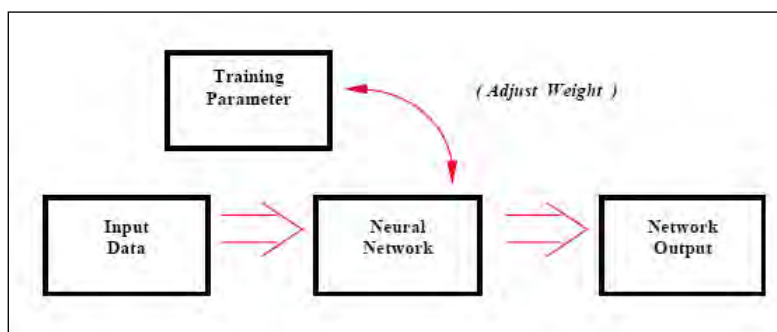 Training
Parameter
( Adjust Weight )
Input
Data
Neural
Network
Network
Output